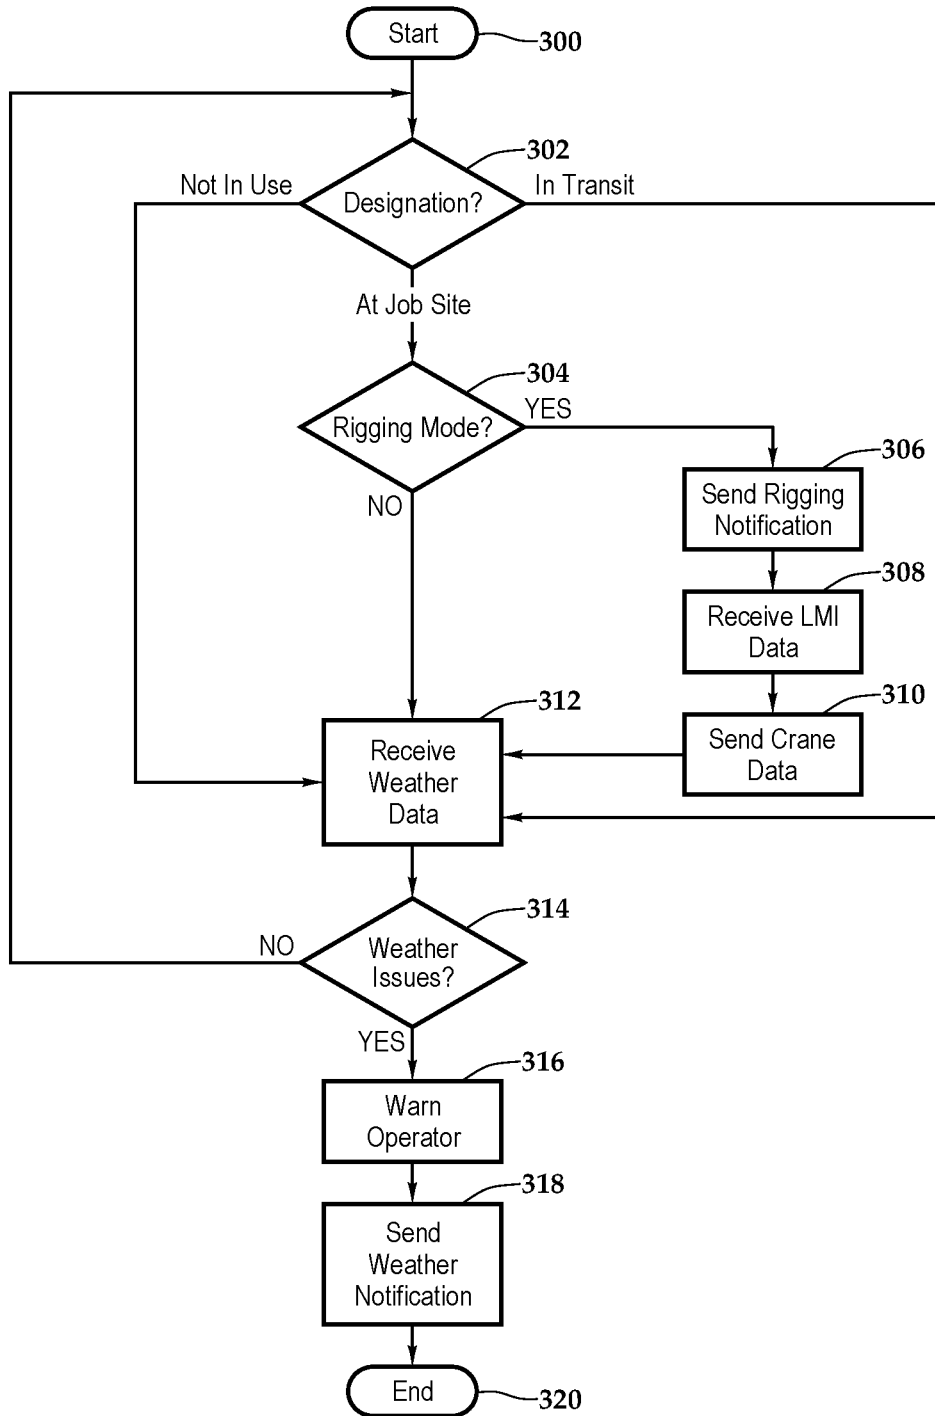 Start
300
302
Not In Use
In Transit
Designation?
At Job Site
304
YES
Rigging Mode?
306
NO
Send Rigging
Notification
308
Receive LMI
Data
310
312
Send Crane
Data
Receive
Weather
Data
314
NO
Weather
Issues?
YES
316
Warn
Operator
318
Send
Weather
Notification
End
320